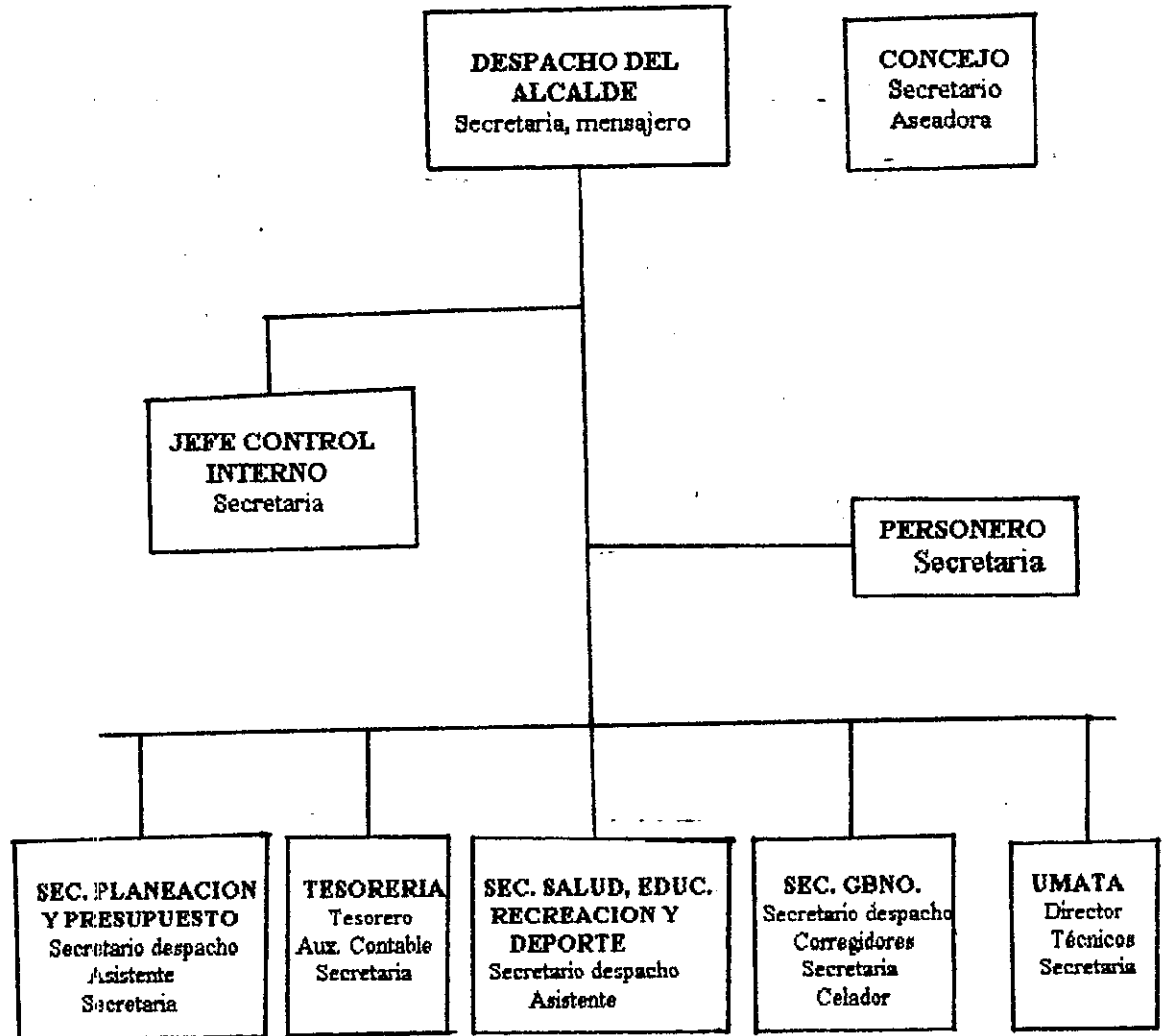 DESPACHO DEL
ALCALDE
Secretaria, mensajero
CONCEJO
Secretario
Aseadora
JEFE CONTROL
INTERNO
Secretaria
PERSONERO
Secretaria
SEC. PLANEACION
Y PRESUPUESTO
Secretario despacho
Asistente
Secretaria
TESORERIA
Tesorero
Aux. Contable
Secretaria
SEC. SALUD, EDUC.
RECREACION Y
DEPORTE
Secretario despacho
Asistente
SEC. GBNO.
Secretario despacho
Corregidores
Secretaria
Celador
UMATA
Director
Técnicos
Secretaria